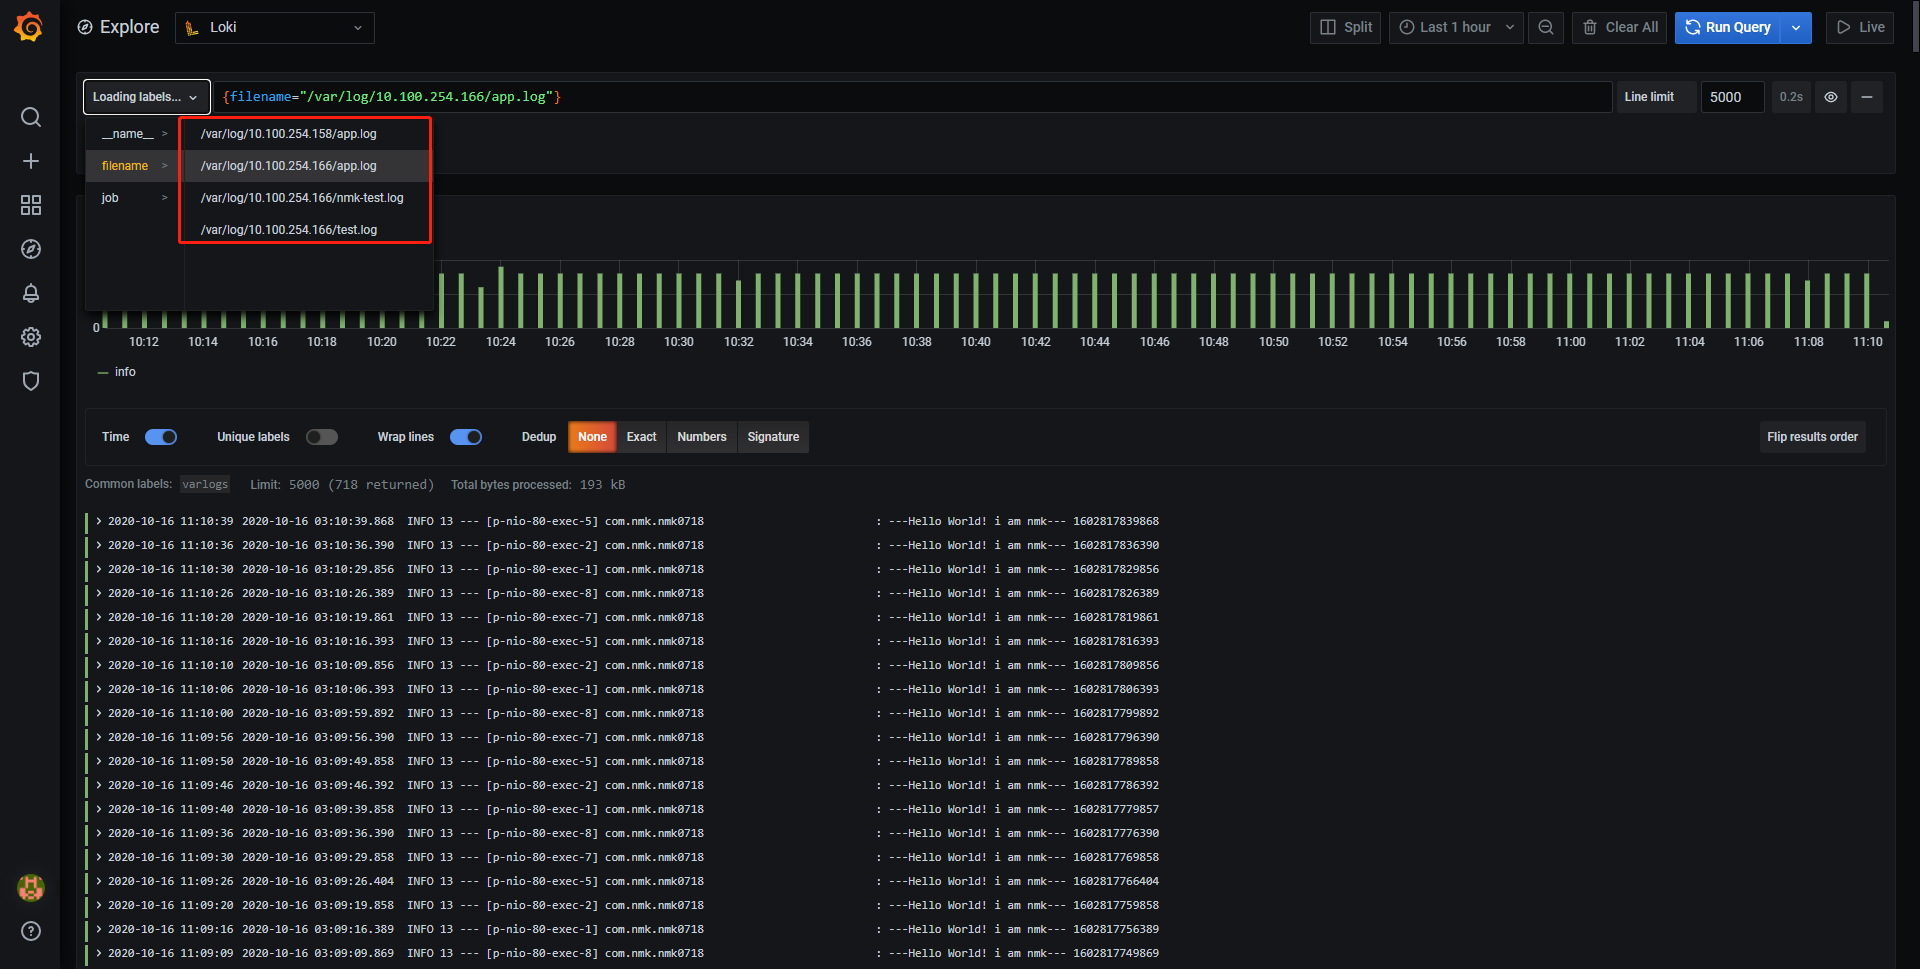 Explore
Loki
Split
Last 1 hour
Clear All
Run Query
Live
Loading labels...
{filename="/var/log/10.100.254.166/app.log"}
Line limit
5000
0.2s
__name__ >
filename >
job >
/var/log/10.100.254.158/app.log
/var/log/10.100.254.166/app.log
/var/log/10.100.254.166/nmk-test.log
/var/log/10.100.254.166/test.log
0
10:12 10:14 10:16 10:18 10:20 10:22 10:24 10:26 10:28 10:30 10:32 10:34 10:36 10:38 10:40 10:42 10:44 10:46 10:48 10:50 10:52 10:54 10:56 10:58 11:00 11:02 11:04 11:06 11:08 11:10
info
Time Unique labels Wrap lines Dedup None Exact Numbers Signature Flip results order
Common labels: varlogs Limit: 5000 (718 returned) Total bytes processed: 193 kB
> 2020-10-16 11:10:39 2020-10-16 03:10:39.868 INFO 13 --- [p-nio-80-exec-5] com.nmk.nmk0718 : ---Hello World! i am nmk--- 1602817839868
> 2020-10-16 11:10:36 2020-10-16 03:10:36.390 INFO 13 --- [p-nio-80-exec-2] com.nmk.nmk0718 : ---Hello World! i am nmk--- 1602817836390
> 2020-10-16 11:10:30 2020-10-16 03:10:29.856 INFO 13 --- [p-nio-80-exec-1] com.nmk.nmk0718 : ---Hello World! i am nmk--- 1602817829856
> 2020-10-16 11:10:26 2020-10-16 03:10:26.389 INFO 13 --- [p-nio-80-exec-8] com.nmk.nmk0718 : ---Hello World! i am nmk--- 1602817826389
> 2020-10-16 11:10:20 2020-10-16 03:10:19.861 INFO 13 --- [p-nio-80-exec-7] com.nmk.nmk0718 : ---Hello World! i am nmk--- 1602817819861
> 2020-10-16 11:10:16 2020-10-16 03:10:16.393 INFO 13 --- [p-nio-80-exec-5] com.nmk.nmk0718 : ---Hello World! i am nmk--- 1602817816393
> 2020-10-16 11:10:10 2020-10-16 03:10:09.856 INFO 13 --- [p-nio-80-exec-2] com.nmk.nmk0718 : ---Hello World! i am nmk--- 1602817809856
> 2020-10-16 11:10:06 2020-10-16 03:10:06.393 INFO 13 --- [p-nio-80-exec-1] com.nmk.nmk0718 : ---Hello World! i am nmk--- 1602817806393
> 2020-10-16 11:10:00 2020-10-16 03:09:59.892 INFO 13 --- [p-nio-80-exec-8] com.nmk.nmk0718 : ---Hello World! i am nmk--- 1602817799892
> 2020-10-16 11:09:56 2020-10-16 03:09:56.390 INFO 13 --- [p-nio-80-exec-7] com.nmk.nmk0718 : ---Hello World! i am nmk--- 1602817796390
> 2020-10-16 11:09:50 2020-10-16 03:09:49.858 INFO 13 --- [p-nio-80-exec-5] com.nmk.nmk0718 : ---Hello World! i am nmk--- 1602817789858
> 2020-10-16 11:09:46 2020-10-16 03:09:46.392 INFO 13 --- [p-nio-80-exec-2] com.nmk.nmk0718 : ---Hello World! i am nmk--- 1602817786392
> 2020-10-16 11:09:40 2020-10-16 03:09:39.858 INFO 13 --- [p-nio-80-exec-1] com.nmk.nmk0718 : ---Hello World! i am nmk--- 1602817779857
> 2020-10-16 11:09:36 2020-10-16 03:09:36.390 INFO 13 --- [p-nio-80-exec-8] com.nmk.nmk0718 : ---Hello World! i am nmk--- 1602817776390
> 2020-10-16 11:09:30 2020-10-16 03:09:29.858 INFO 13 --- [p-nio-80-exec-7] com.nmk.nmk0718 : ---Hello World! i am nmk--- 1602817769858
> 2020-10-16 11:09:26 2020-10-16 03:09:26.404 INFO 13 --- [p-nio-80-exec-5] com.nmk.nmk0718 : ---Hello World! i am nmk--- 1602817766404
> 2020-10-16 11:09:20 2020-10-16 03:09:19.858 INFO 13 --- [p-nio-80-exec-2] com.nmk.nmk0718 : ---Hello World! i am nmk--- 1602817759858
> 2020-10-16 11:09:16 2020-10-16 03:09:16.389 INFO 13 --- [p-nio-80-exec-1] com.nmk.nmk0718 : ---Hello World! i am nmk--- 1602817756389
> 2020-10-16 11:09:09 2020-10-16 03:09:09.869 INFO 13 --- [p-nio-80-exec-8] com.nmk.nmk0718 : ---Hello World! i am nmk--- 1602817749869